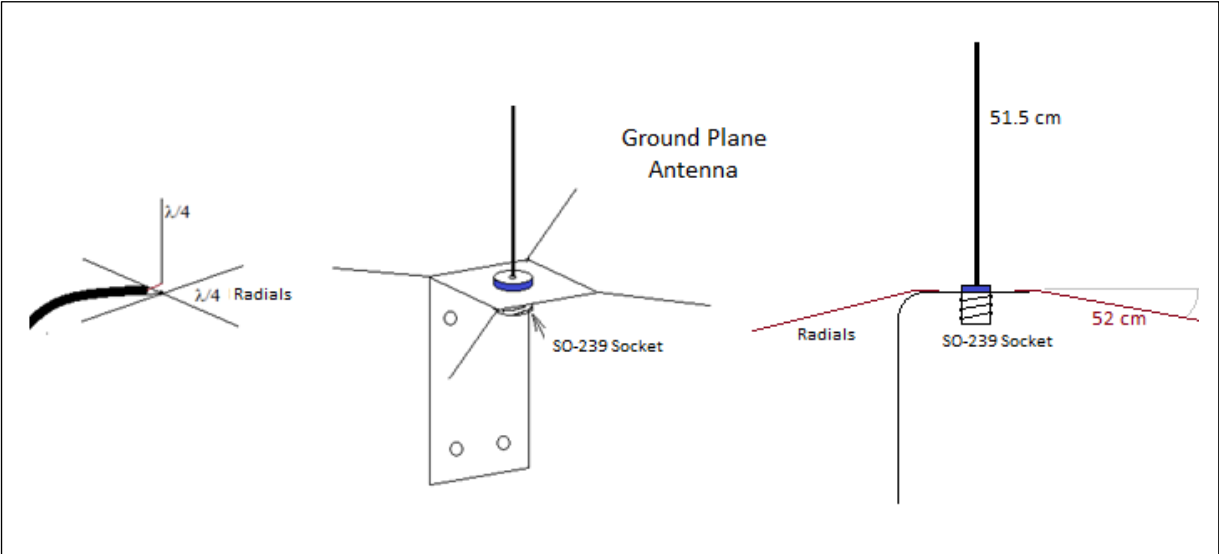 λ/4
λ/4 Radials
Ground Plane
Antenna
SO-239 Socket
51.5 cm
Radials
SO-239 Socket
52 cm